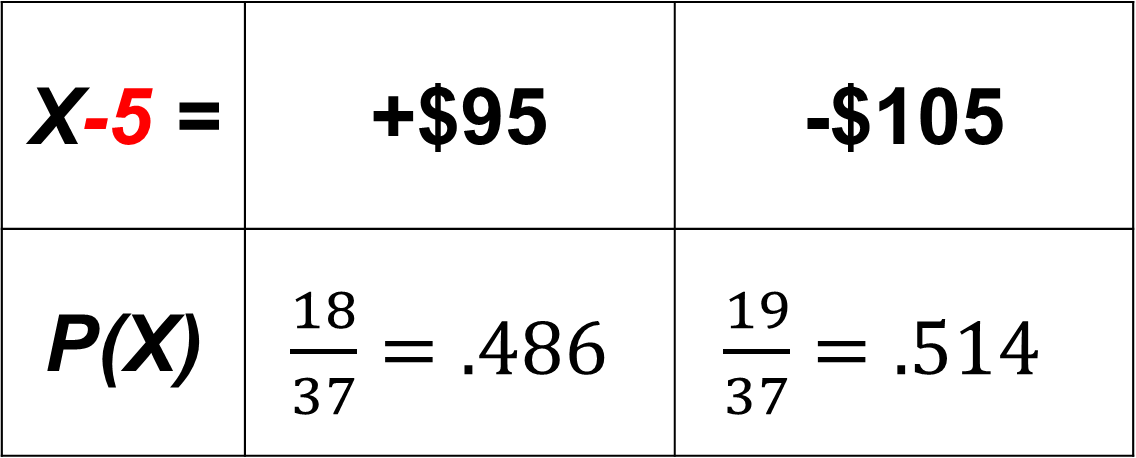 X-5 = +$95 -$105
P(X) 18/37 = .486 19/37 = .514